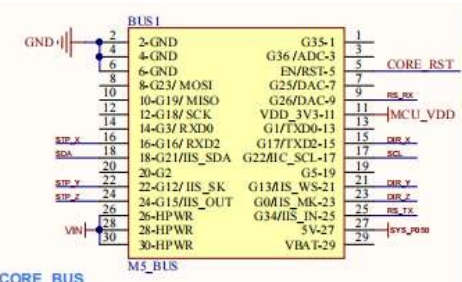 BUS1
GND
2 2-GND G35-1 1
4 4-GND G36/ADC-3 3
6 6-GND EN/RST-5 5 CORE_RST
8 8-G23/ MOSI G25/DAC-7 7
10 10-G19/ MISO G26/DAC-9 9 RS_RX
12 12-G18/ SCK VDD_3V3-11 11 MCU_VDD
14 14-G3/ RXD0 G1/TXD0-13 13
STP_X 16 16-G16/ RXD2 G17/TXD2-15 15 DIR_X
SDA 18 18-G21/IIS_SDA G22/IIC_SCL-17 17 SCL
20 20-G2 G5-19 19
STP_Y 22 22-G12/ IIS_SK G13/IIS_WS-21 21 DIR_Y
STP_Z 24 24-G15/IIS_OUT G0/IIS_MK-23 23 DIR_Z
26 26-HPWR G34/IIS_IN-25 25 RS_TX
VIN 28 28-HPWR 5V-27 27 SYS_P050
30 30-HPWR VBAT-29 29
M5_BUS
CORE_BUS